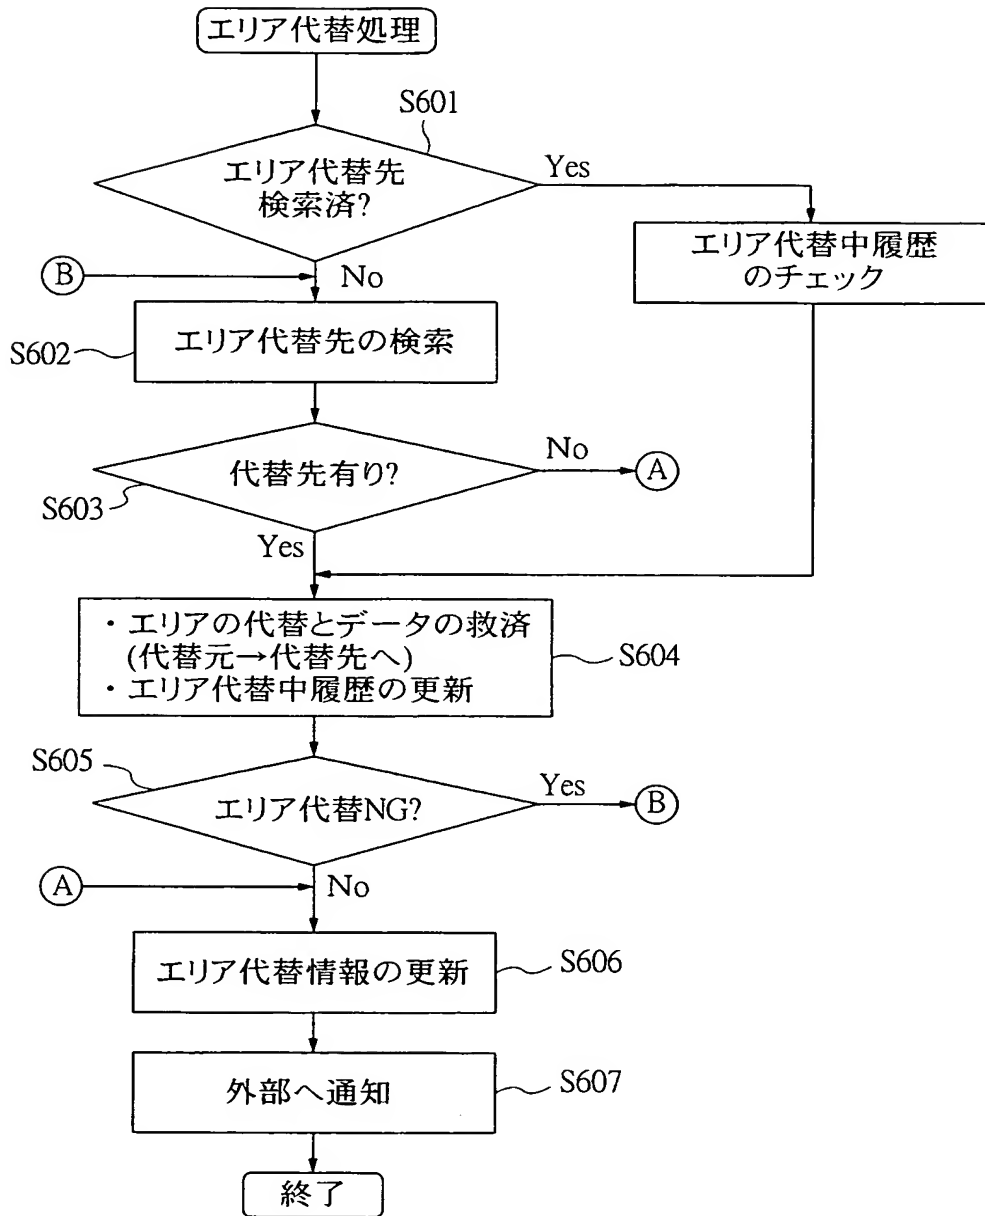 エリア代替処理
S601
エリア代替先
検索済?
Yes
エリア代替中履歴
のチェック
B
No
S602
エリア代替先の検索
代替先有り?
No
A
S603
Yes
・エリアの代替とデータの救済
(代替元→代替先へ)
・エリア代替中履歴の更新
S604
S605
エリア代替NG?
Yes
B
A
No
エリア代替情報の更新
S606
外部へ通知
S607
終了